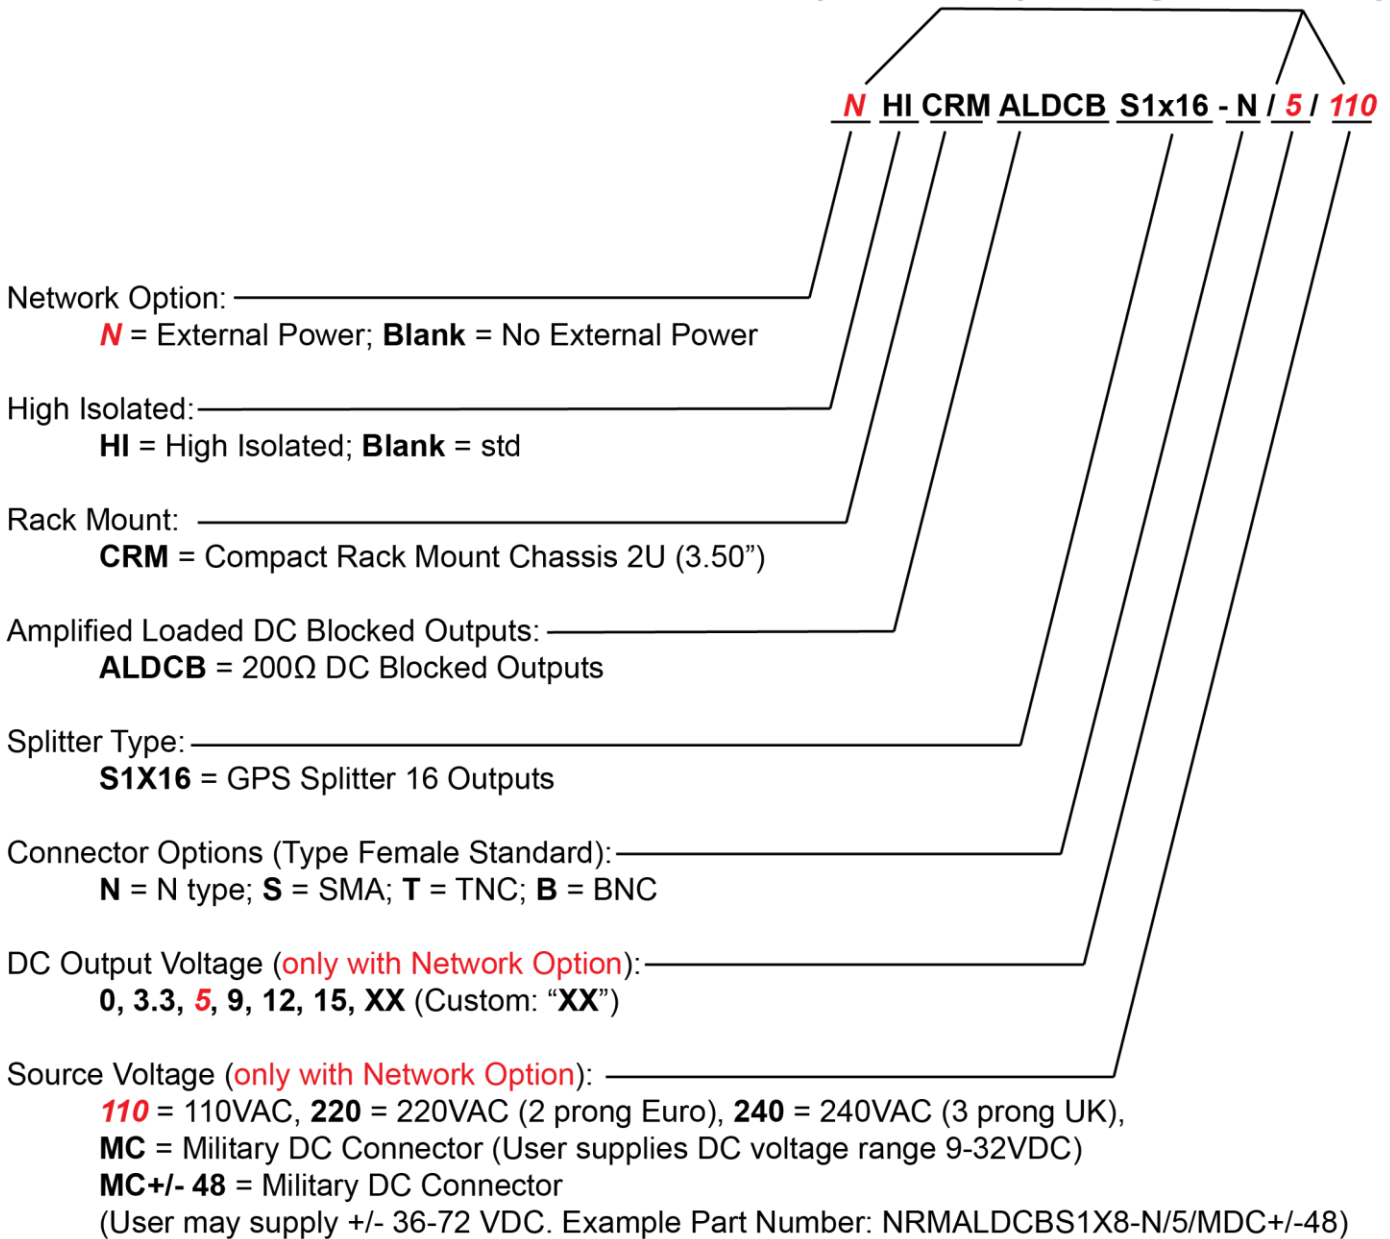 N HI CRM ALDCB S1x16 - N / 5 / 110
Network Option:
N = External Power; Blank = No External Power
High Isolated:
HI = High Isolated; Blank = std
Rack Mount:
CRM = Compact Rack Mount Chassis 2U (3.50”)
Amplified Loaded DC Blocked Outputs:
ALDCB = 200Ω DC Blocked Outputs
Splitter Type:
S1X16 = GPS Splitter 16 Outputs
Connector Options (Type Female Standard):
N = N type; S = SMA; T = TNC; B = BNC
DC Output Voltage (only with Network Option):
0, 3.3, 5, 9, 12, 15, XX (Custom: “XX”)
Source Voltage (only with Network Option):
110 = 110VAC, 220 = 220VAC (2 prong Euro), 240 = 240VAC (3 prong UK),
MC = Military DC Connector (User supplies DC voltage range 9-32VDC)
MC+/- 48 = Military DC Connector
(User may supply +/- 36-72 VDC. Example Part Number: NRMALDCBS1X8-N/5/MDC+/-48)